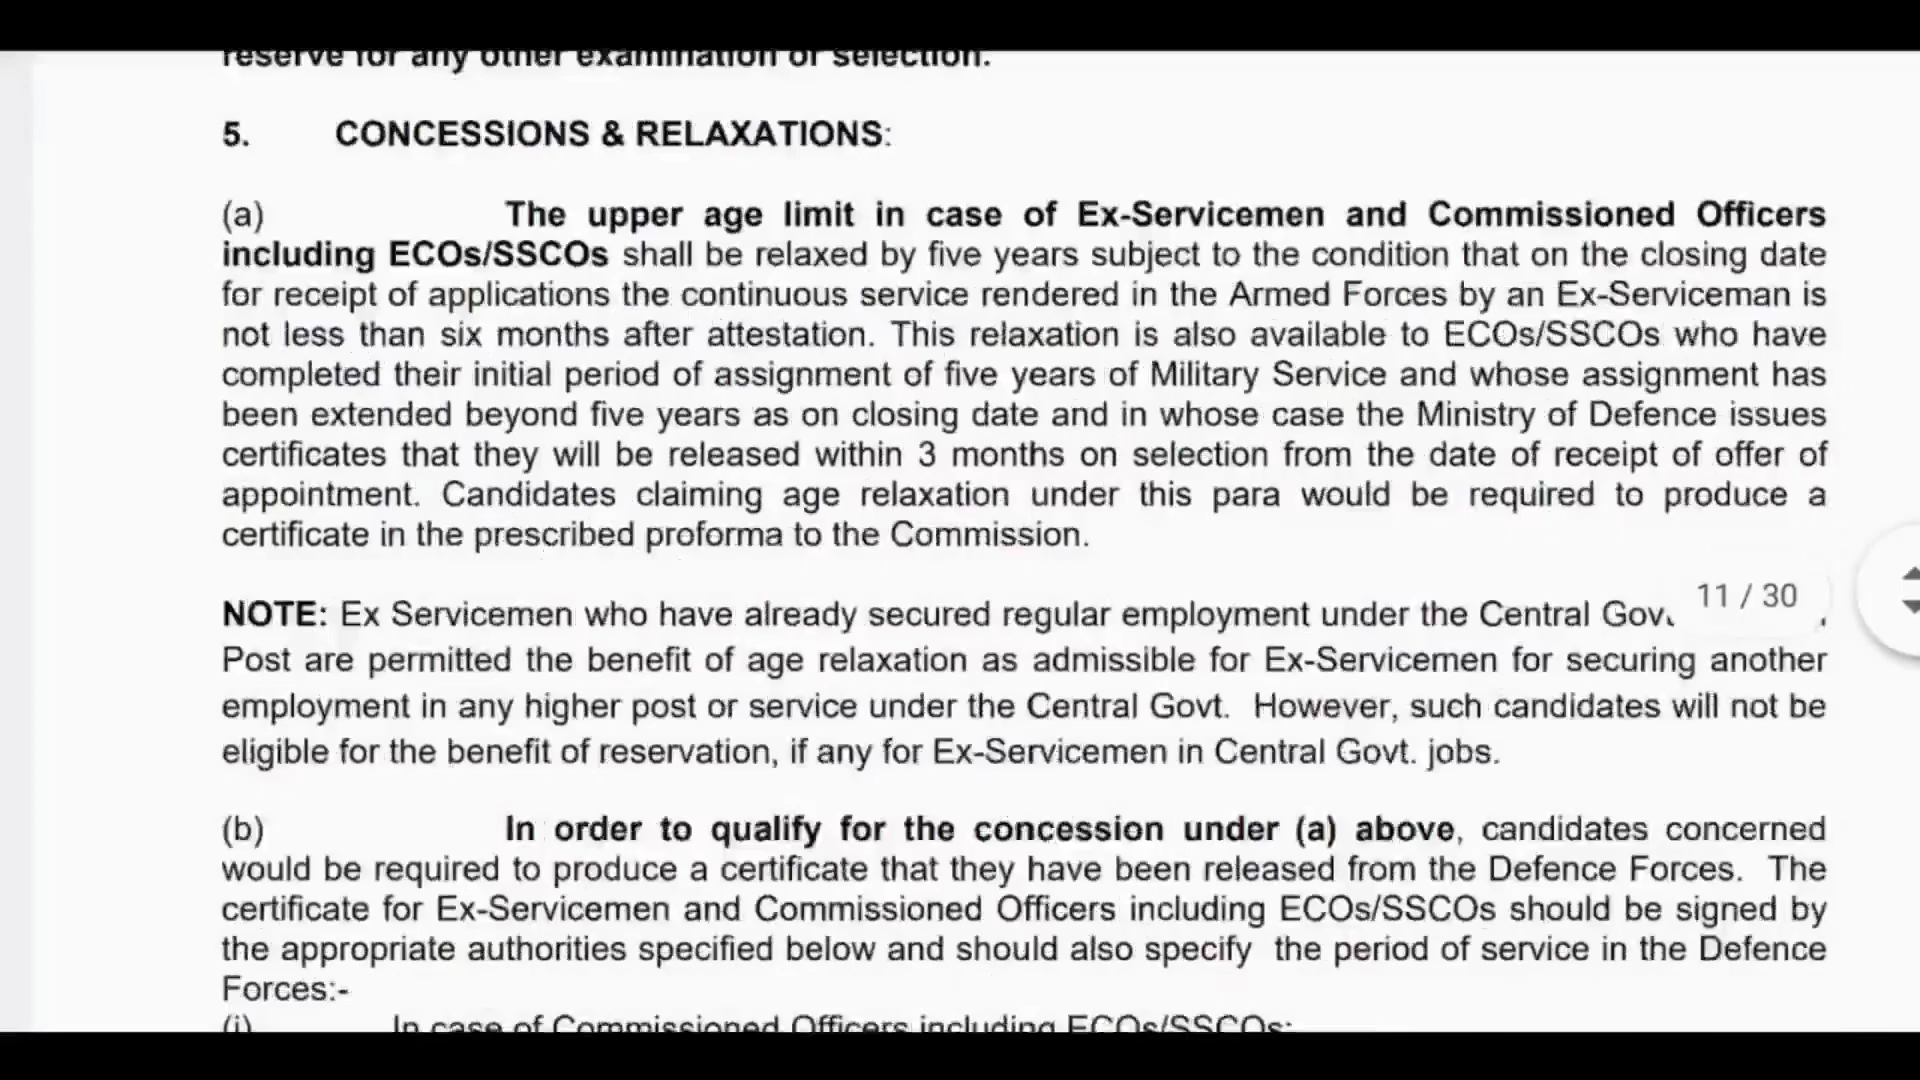 reserve for any other examination or selection.
5. CONCESSIONS & RELAXATIONS:
(a) The upper age limit in case of Ex-Servicemen and Commissioned Officers
including ECOs/SSCOs shall be relaxed by five years subject to the condition that on the closing date
for receipt of applications the continuous service rendered in the Armed Forces by an Ex-Serviceman is
not less than six months after attestation. This relaxation is also available to ECOs/SSCOs who have
completed their initial period of assignment of five years of Military Service and whose assignment has
been extended beyond five years as on closing date and in whose case the Ministry of Defence issues
certificates that they will be released within 3 months on selection from the date of receipt of offer of
appointment. Candidates claiming age relaxation under this para would be required to produce a
certificate in the prescribed proforma to the Commission.
NOTE: Ex Servicemen who have already secured regular employment under the Central
11 / 30
Post are permitted the benefit of age relaxation as admissible for Ex-Servicemen for securing another
employment in any higher post or service under the Central Govt. However, such candidates will not be
eligible for the benefit of reservation, if any for Ex-Servicemen in Central Govt. jobs.
(b) In order to qualify for the concession under (a) above, candidates concerned
would be required to produce a certificate that they have been released from the Defence Forces. The
certificate for Ex-Servicemen and Commissioned Officers including ECOs/SSCOs should be signed by
the appropriate authorities specified below and should also specify the period of service in the Defence
Forces:-
(i) In case of Commissioned Officers including ECOs/SSCOs: